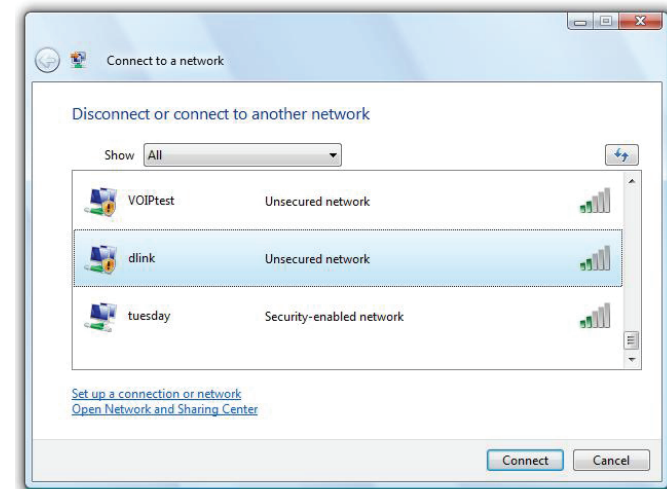 Connect to a network
Disconnect or connect to another network
Show All
VOIPtest Unsecured network
dlink Unsecured network
tuesday Security-enabled network
Set up a connection or network
Open Network and Sharing Center
Connect Cancel